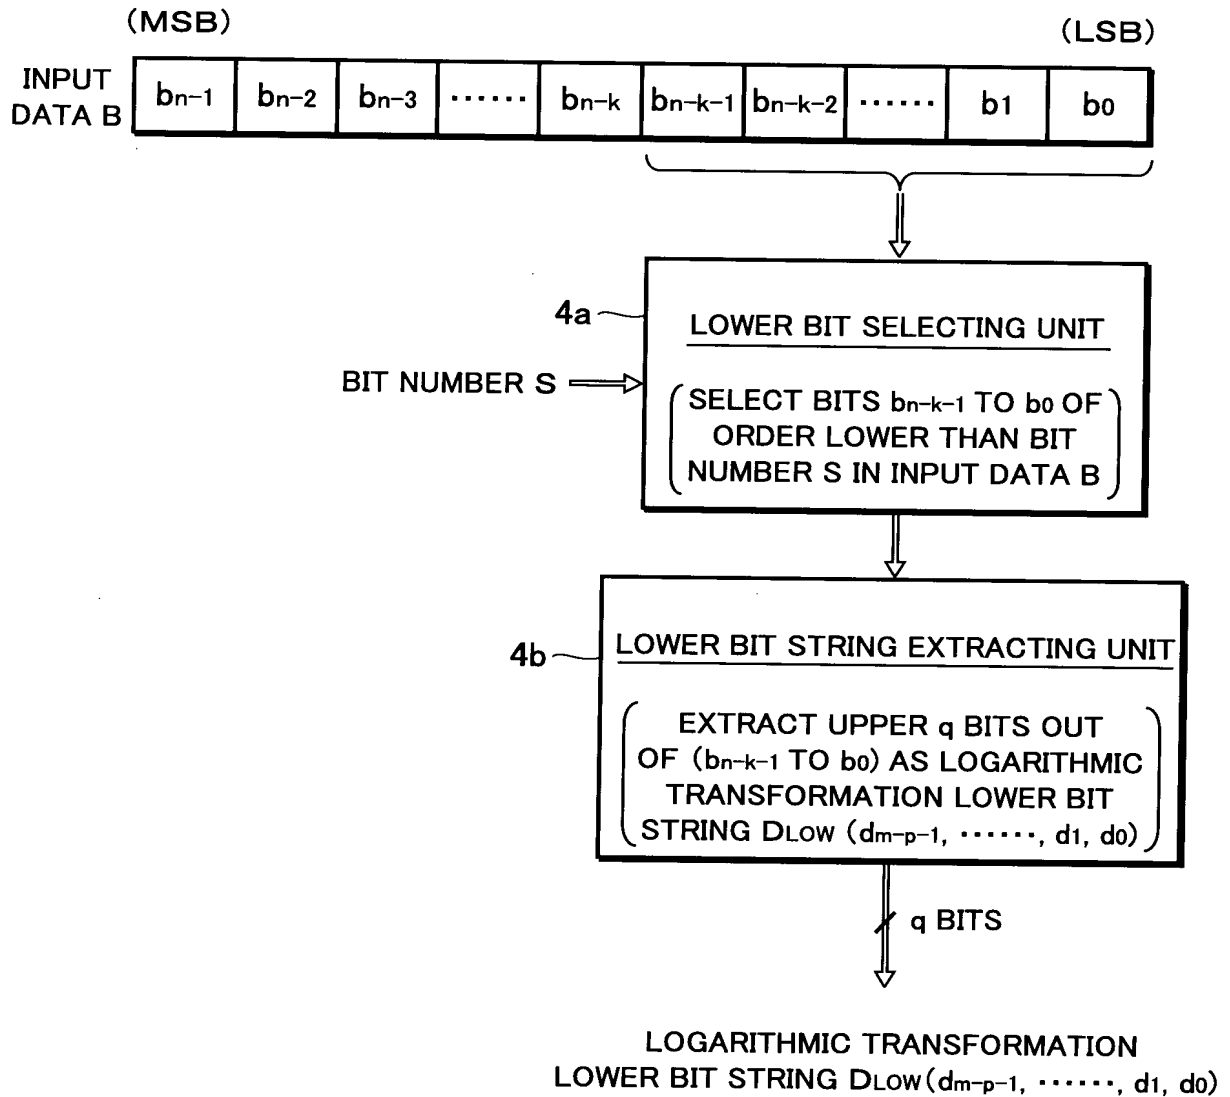 (MSB)
(LSB)
INPUT
DATA B
bn-1 bn-2 bn-3 ······ bn-k bn-k-1 bn-k-2 ······ b1 b0
4a
LOWER BIT SELECTING UNIT
BIT NUMBER S
(SELECT BITS bn-k-1 TO b0 OF
ORDER LOWER THAN BIT
NUMBER S IN INPUT DATA B)
4b
LOWER BIT STRING EXTRACTING UNIT
(EXTRACT UPPER q BITS OUT
OF (bn-k-1 TO b0) AS LOGARITHMIC
TRANSFORMATION LOWER BIT
STRING DLOW (dm-p-1, ······, d1, d0))
q BITS
LOGARITHMIC TRANSFORMATION
LOWER BIT STRING DLOW(dm-p-1, ······, d1, d0)